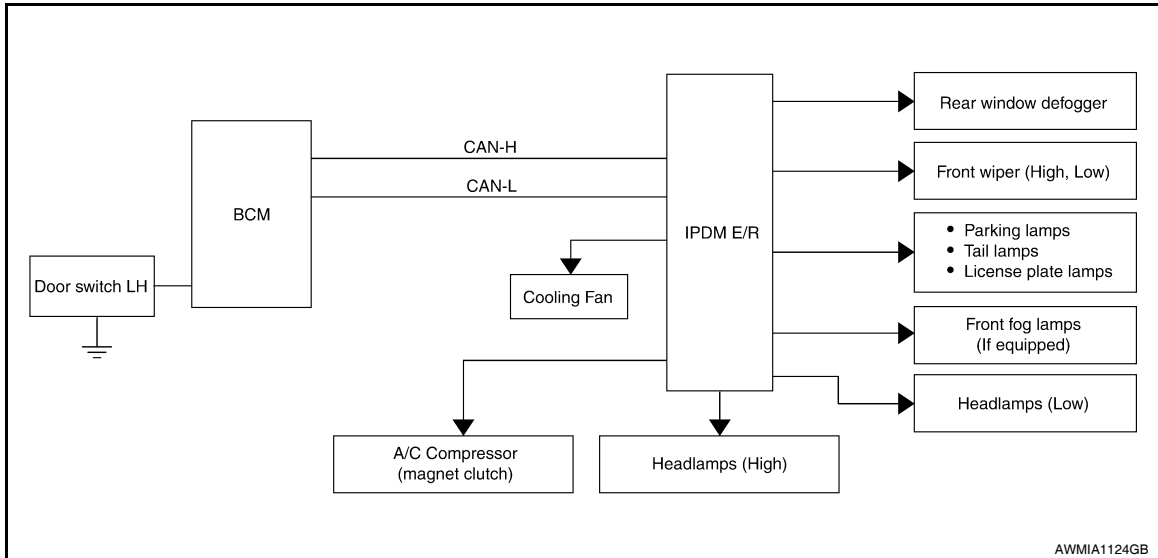 Rear window defogger
CAN-H
Front wiper (High, Low)
CAN-L
BCM
IPDM E/R
• Parking lamps
• Tail lamps
• License plate lamps
Door switch LH
Cooling Fan
Front fog lamps
(If equipped)
Headlamps (Low)
A/C Compressor
(magnet clutch)
Headlamps (High)
AWMIA1124GB